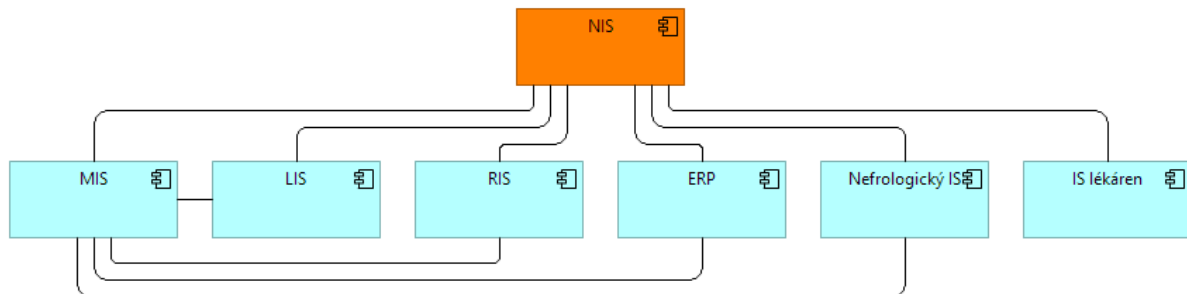 NIS
MIS
LIS
RIS
ERP
Nefrologický IS
IS lékáren